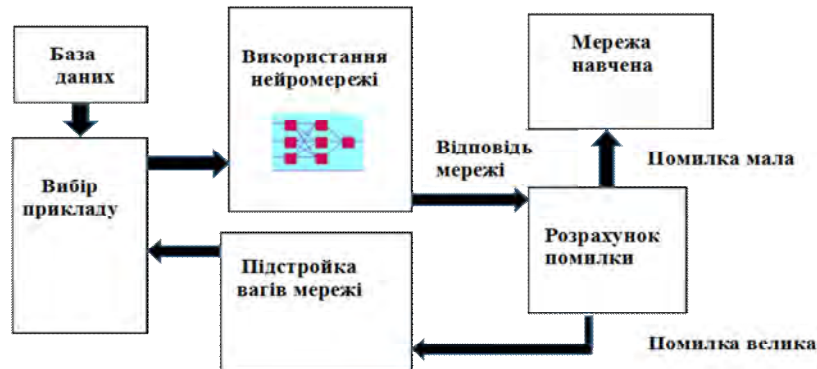 База
даних
Вибір
прикладу
Використання
нейромережі
Відповідь
мережі
Мережа
навчена
Помилка мала
Розрахунок
помилки
Помилка велика
Підстройка
вагів мережі